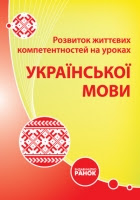 Розвиток життєвих
компетентностей на уроках
УКРАЇНСЬКОЇ
МОВИ
РАНОК